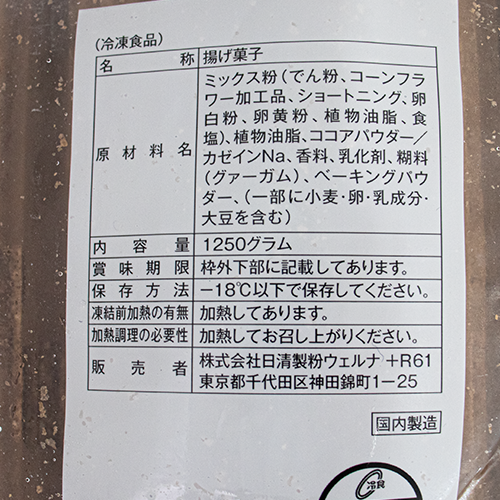 (冷凍食品)
名 称 揚げ菓子
原材料名 ミックス粉(でん粉、コーンフラ
ワー加工品、ショートニング、卵
白粉、卵黄粉、植物油脂、食
塩)、植物油脂、ココアパウダー/
カゼインNa、香料、乳化剤、糊料
(グァーガム)、ベーキングパウ
ダー、(一部に小麦・卵・乳成分・
大豆を含む)
内容量 1250グラム
賞味期限 枠外下部に記載してあります。
保存方法 −18℃以下で保存してください。
凍結前加熱の有無 加熱してあります。
加熱調理の必要性 加熱してお召し上がりください。
販売者 株式会社日清製粉ウェルナ +R61
東京都千代田区神田錦町1−25
国内製造
冷食